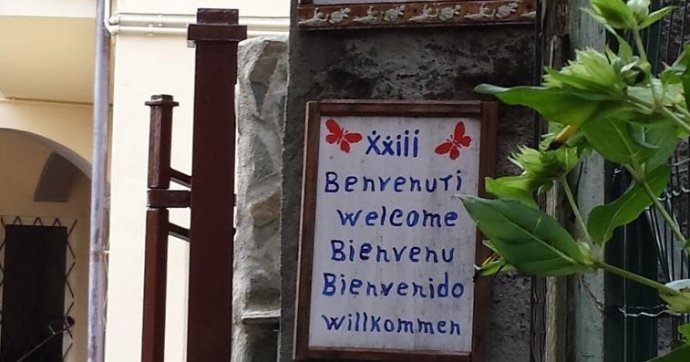 Xxiii
Benvenuti
welcome
Bienvenu
Bienvenido
willkommen